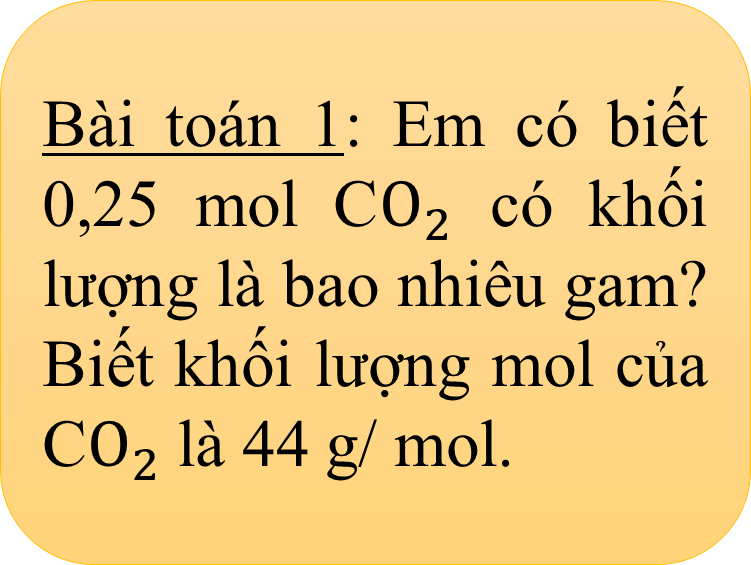 Bài toán 1: Em có biết
0,25 mol CO₂ có khối
lượng là bao nhiêu gam?
Biết khối lượng mol của
CO₂ là 44 g/ mol.